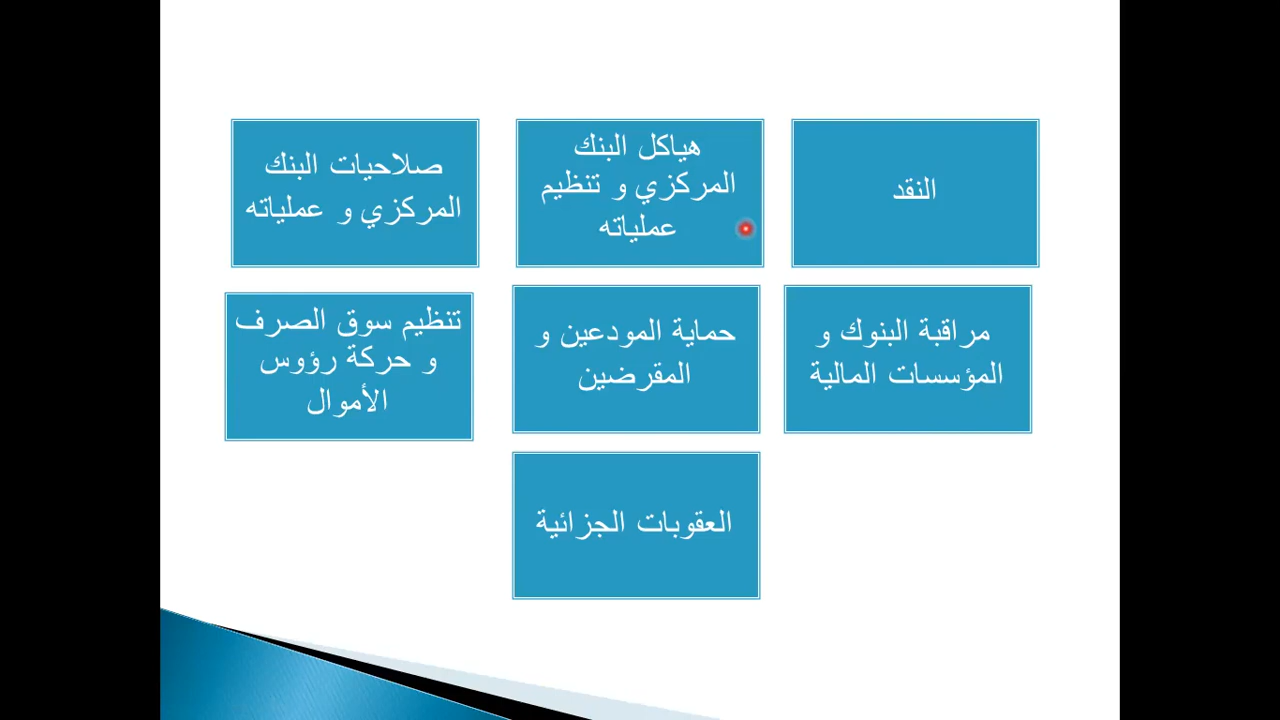 النقد
هياكل البنك
المركزي و تنظيم
عملياته
صلاحيات البنك
المركزي و عملياته
مراقبة البنوك و
المؤسسات المالية
حماية المودعين و
المقرضين
تنظيم سوق الصرف
و حركة رؤوس
الأموال
العقوبات الجزائية